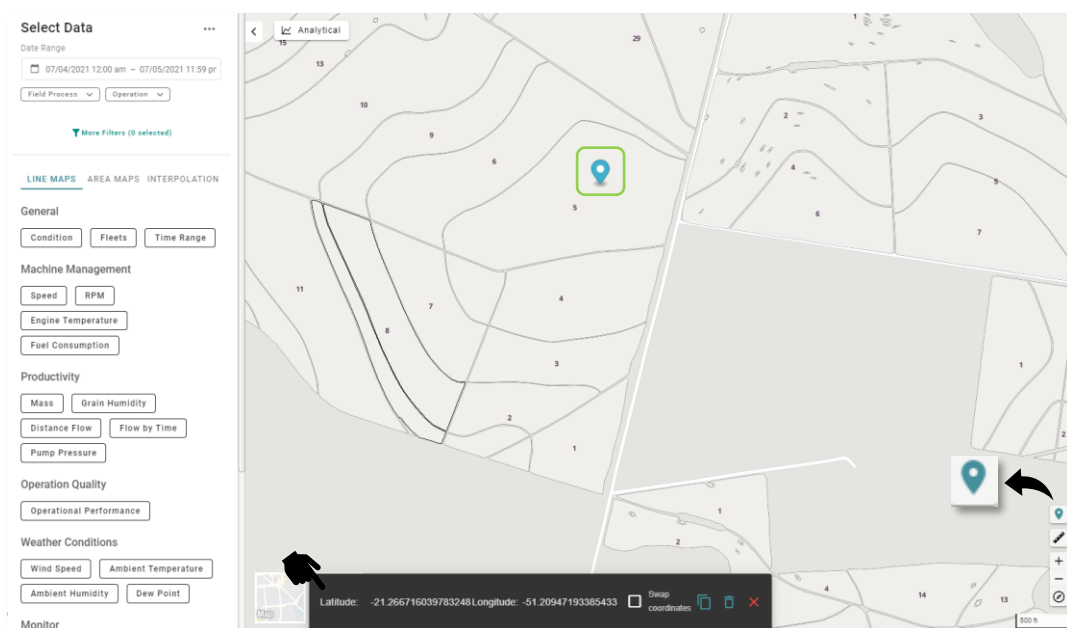 Select Data
...
Date Range
07/04/2021 12:00 am ~ 07/05/2021 11:59 pr
Field Process
Operation
More Filters (0 selected)
LINE MAPS AREA MAPS INTERPOLATION
General
Condition Fleets Time Range
Machine Management
Speed RPM
Engine Temperature
Fuel Consumption
Productivity
Mass Grain Humidity
Distance Flow Flow by Time
Pump Pressure
Operation Quality
Operational Performance
Weather Conditions
Wind Speed Ambient Temperature
Ambient Humidity Dew Point
Monitor
Analytical
15
13
10
9
6
5
29
1
2
3
4
5
6
7
11
8
7
4
3
2
1
1
2
1
2
4
14
13
Map
Latitude: -21.266716039783248 Longitude: -51.20947193385433
Swap
coordinates
500 ft